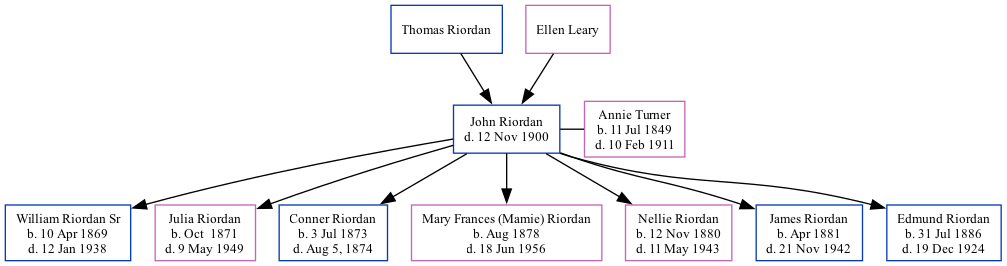 Thomas Riordan
Ellen Leary
John Riordan
d. 12 Nov 1900
Annie Turner
b. 11 Jul 1849
d. 10 Feb 1911
William Riordan Sr
b. 10 Apr 1869
d. 12 Jan 1938
Julia Riordan
b. Oct  1871
d. 9 May 1949
Conner Riordan
b. 3 Jul 1873
d. Aug 5, 1874
Mary Frances (Mamie) Riordan
b. Aug 1878
d. 18 Jun 1956
Nellie Riordan
b. 12 Nov 1880
d. 11 May 1943
James Riordan
b. Apr 1881
d. 21 Nov 1942
Edmund Riordan
b. 31 Jul 1886
d. 19 Dec 1924